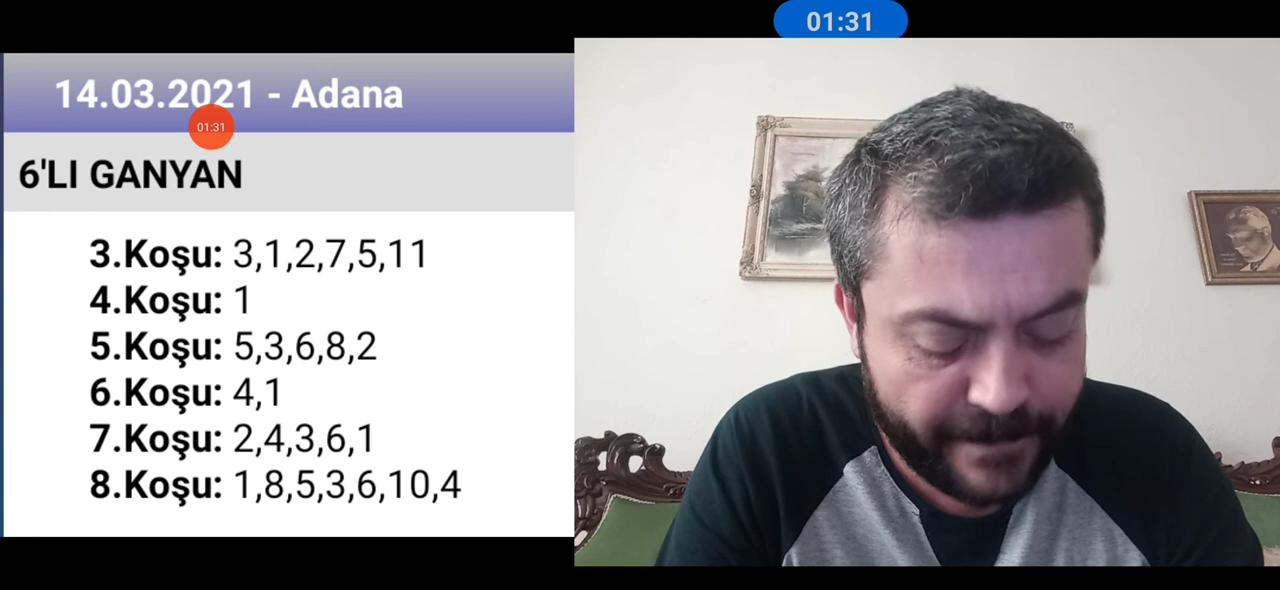 01:31
14.03.2021 - Adana
01:31
6'LI GANYAN
3.Koşu: 3,1,2,7,5,11
4.Koşu: 1
5.Koşu: 5,3,6,8,2
6.Koşu: 4,1
7.Koşu: 2,4,3,6,1
8.Koşu: 1,8,5,3,6,10,4